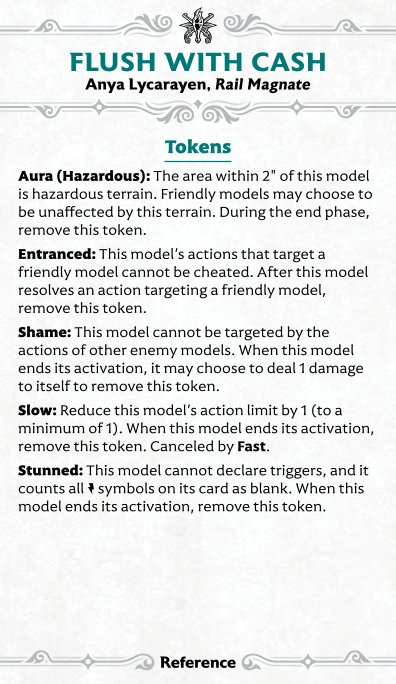 FLUSH WITH CASH
Anya Lycarayen, Rail Magnate
Tokens
Aura (Hazardous): The area within 2" of this model
is hazardous terrain. Friendly models may choose to
be unaffected by this terrain. During the end phase,
remove this token.
Entranced: This model's actions that target a
friendly model cannot be cheated. After this model
resolves an action targeting a friendly model,
remove this token.
Shame: This model cannot be targeted by the
actions of other enemy models. When this model
ends its activation, it may choose to deal 1 damage
to itself to remove this token.
Slow: Reduce this model's action limit by 1 (to a
minimum of 1). When this model ends its activation,
remove this token. Canceled by Fast.
Stunned: This model cannot declare triggers, and it
counts all symbols on its card as blank. When this
model ends its activation, remove this token.
Reference